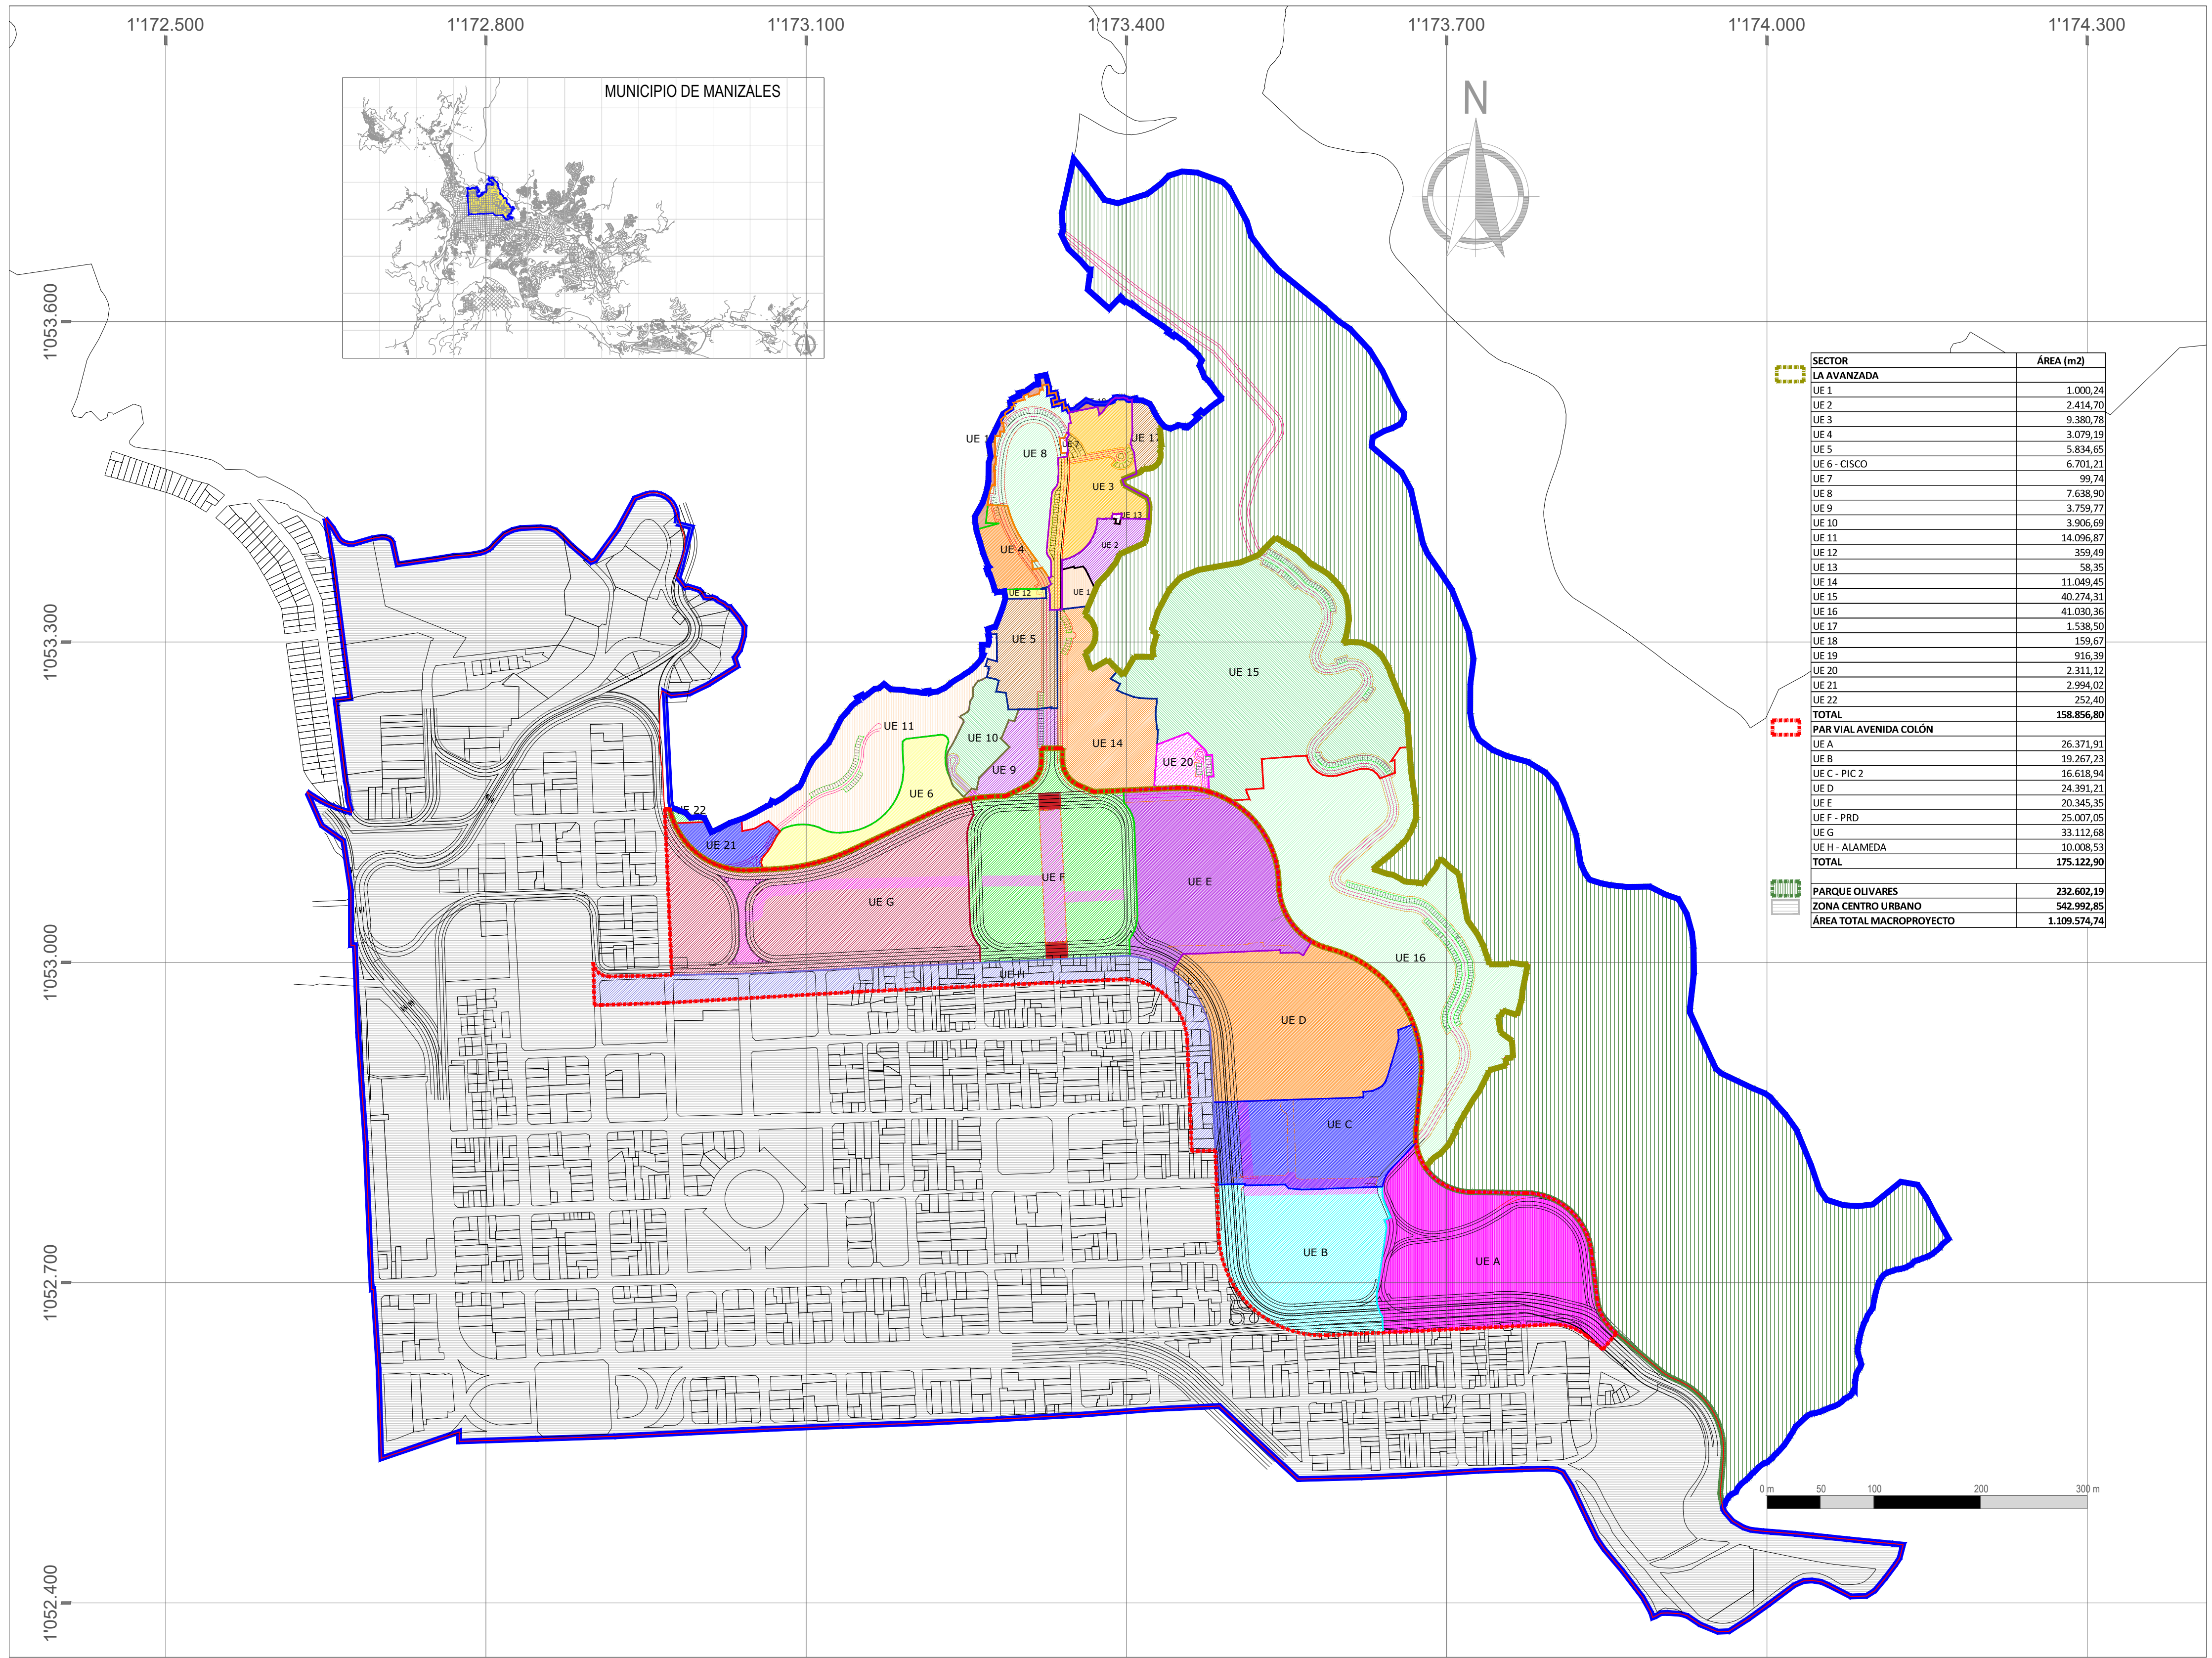 1'172.500 1'172.800 1'173.100 1'173.400 1'173.700 1'174.000 1'174.300
MUNICIPIO DE MANIZALES
N
1'053.600
1'053.300
1'053.000
1'052.700
1'052.400
SECTOR ÁREA (m2)
LA AVANZADA
UE 1 1.000,24
UE 2 2.414,70
UE 3 9.380,78
UE 4 3.079,19
UE 5 5.834,65
UE 6 - CISCO 6.701,21
UE 7 99,74
UE 8 7.638,90
UE 9 3.759,77
UE 10 3.906,69
UE 11 14.096,87
UE 12 359,49
UE 13 58,35
UE 14 11.049,45
UE 15 40.274,31
UE 16 41.030,36
UE 17 1.538,50
UE 18 159,67
UE 19 916,39
UE 20 2.311,12
UE 21 2.994,02
UE 22 252,40
TOTAL 158.856,80
PAR VIAL AVENIDA COLÓN
UE A 26.371,91
UE B 19.267,23
UE C - PIC 2 16.618,94
UE D 24.391,21
UE E 20.345,35
UE F - PRD 25.007,05
UE G 33.112,68
UE H - ALAMEDA 10.008,53
TOTAL 175.122,90
PARQUE OLIVARES 232.602,19
ZONA CENTRO URBANO 542.992,85
ÁREA TOTAL MACROPROYECTO 1.109.574,74
UE 17
UE 8
UE 3
UE 13
UE 2
UE 4
UE 1
UE 12
UE 5
UE 15
UE 11
UE 10
UE 14
UE 20
UE 9
UE 6
UE 22
UE 21
UE F
UE E
UE G
UE 16
UE H
UE D
UE C
UE B
UE A
0 m 50 100 200 300 m